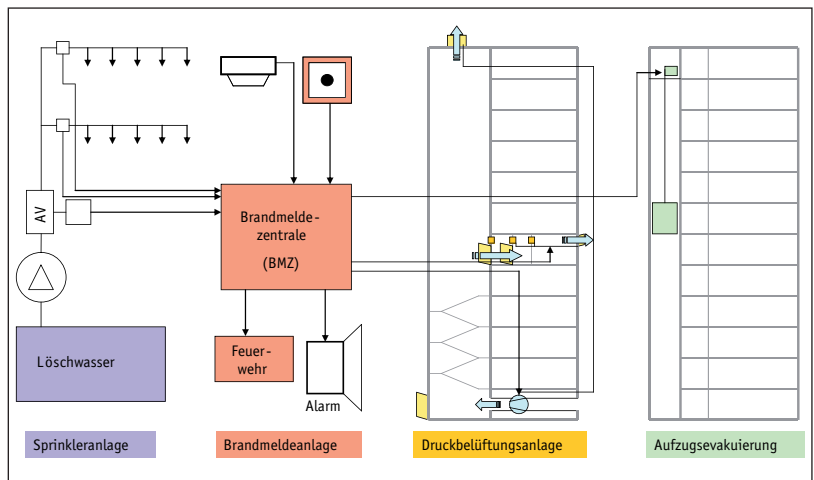 AV
Löschwasser
Sprinkleranlage
Brandmelde-
zentrale
(BMZ)
Feuer-
wehr
Alarm
Brandmeldeanlage
Druckbelüftungsanlage
Aufzugsevakuierung